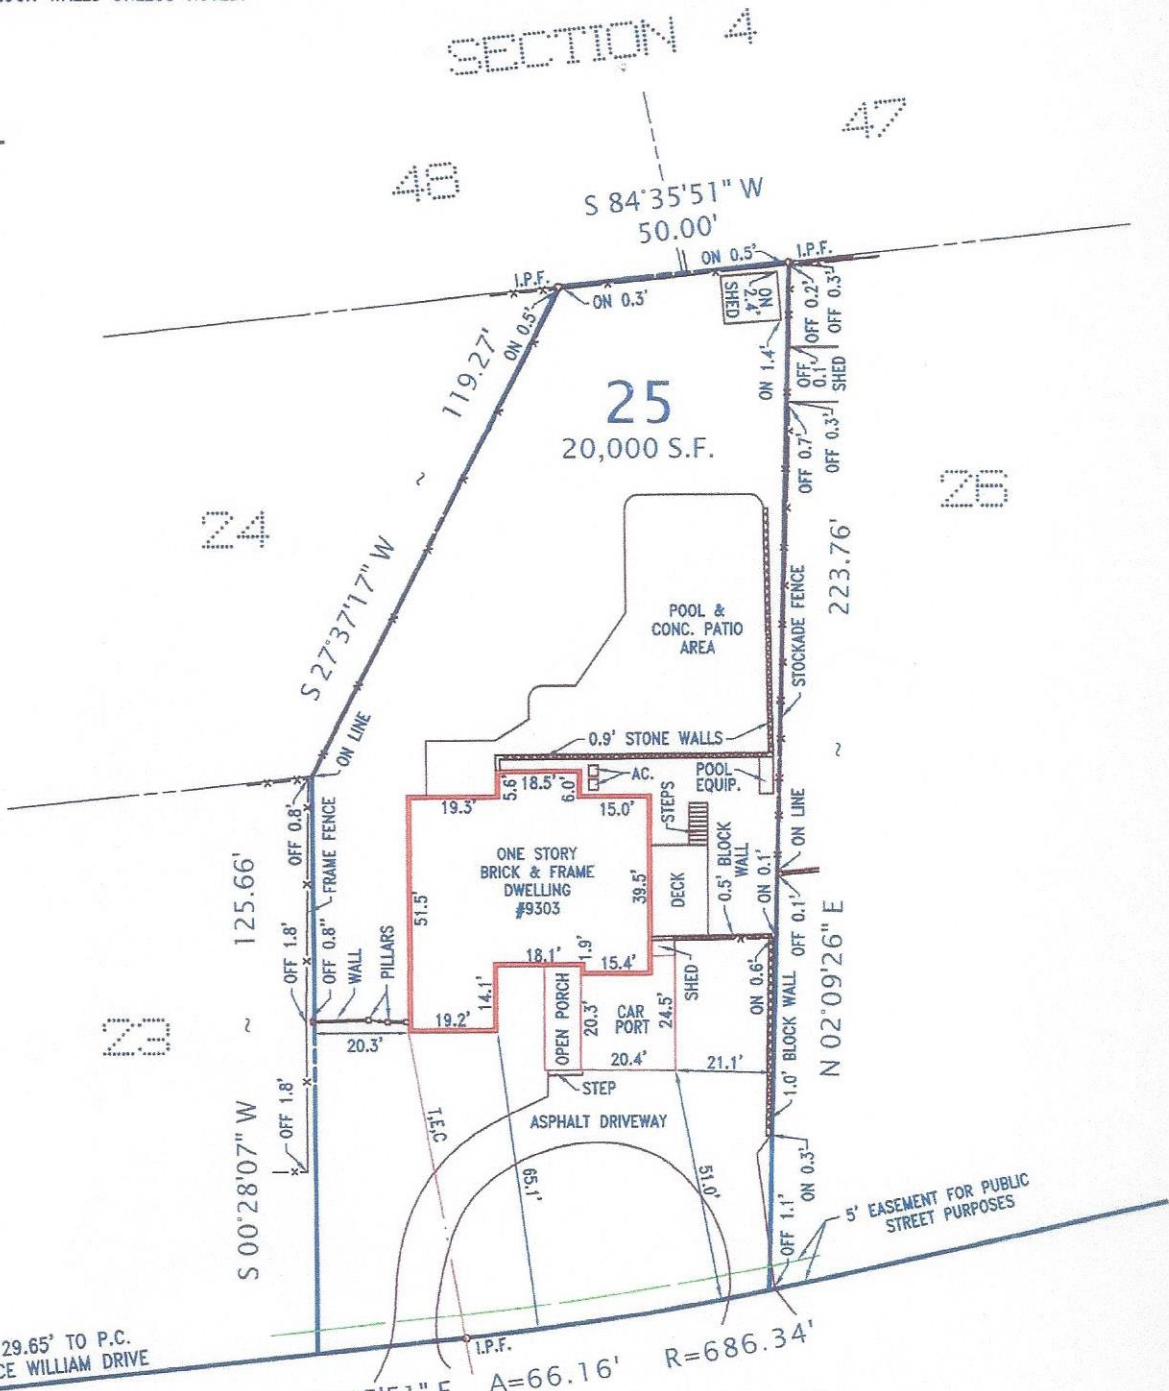 SECTION 4
48
47
S 84°35'51" W
50.00'
I.P.F.
ON 0.5'
I.P.F.
ON 0.3'
ON 0.5'
ON
2.4'
SHED
OFF 0.2'
OFF 0.3'
ON 1.4'
OFF
0.1'
SHED
OFF 0.7'
OFF 0.3'
119.27'
25
20,000 S.F.
24
26
S 27°37'17" W
223.76'
POOL &
CONC. PATIO
AREA
STOCKADE FENCE
ON LINE
0.9' STONE WALLS
AC.
POOL
EQUIP.
5.6'
18.5'
6.0'
19.3'
15.0'
STEPS
OFF 0.8'
FRAME FENCE
ON LINE
0.5' BLOCK
WALL
ON 0.1'
125.66'
ONE STORY
BRICK & FRAME
DWELLING
#9303
51.5'
39.5'
DECK
OFF 1.8'
OFF 0.8"
WALL
PILLARS
OFF 0.1'
N 02°09'26" E
18.1'
1.9'
15.4'
SHED
ON 0.6'
14.1'
OPEN PORCH
20.3'
CAR
PORT
24.5'
1.0' BLOCK WALL
23
19.2'
20.3'
20.4'
21.1'
STEP
OFF 1.8'
T.E.C
ASPHALT DRIVEWAY
S 00°28'07" W
65.1'
51.0'
ON 0.3'
OFF 1.1'
5' EASEMENT FOR PUBLIC
STREET PURPOSES
29.65' TO P.C.
CE WILLIAM DRIVE
I.P.F.
A=66.16' R=686.34'